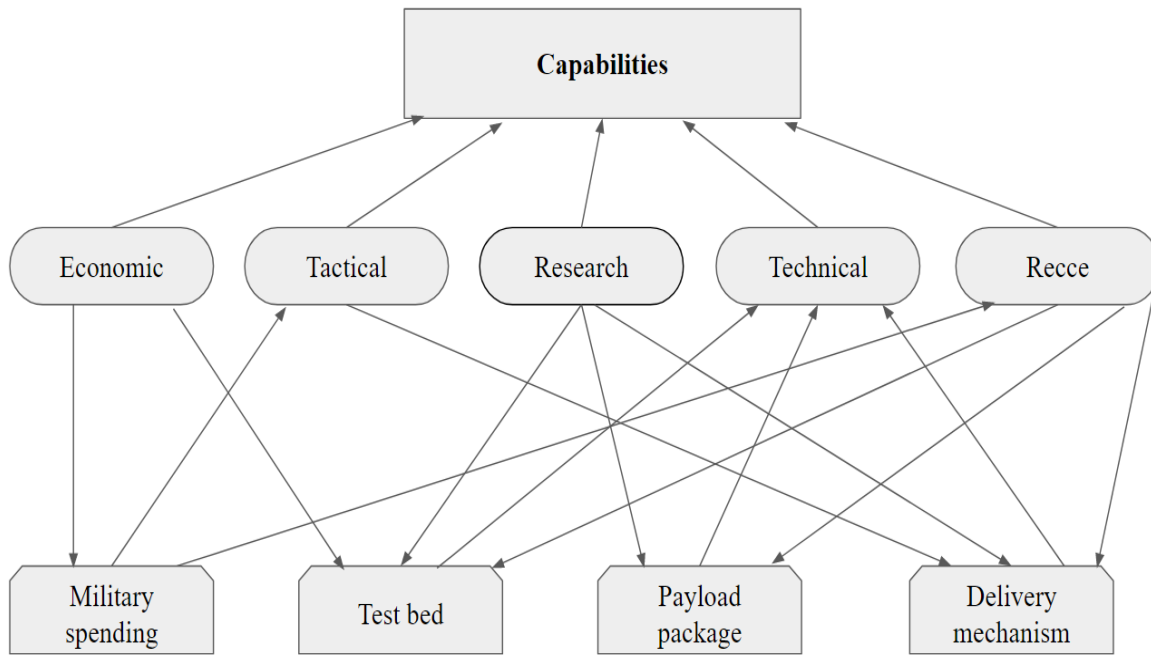 Capabilities
Economic
Tactical
Research
Technical
Recce
Military
spending
Test bed
Payload
package
Delivery
mechanism